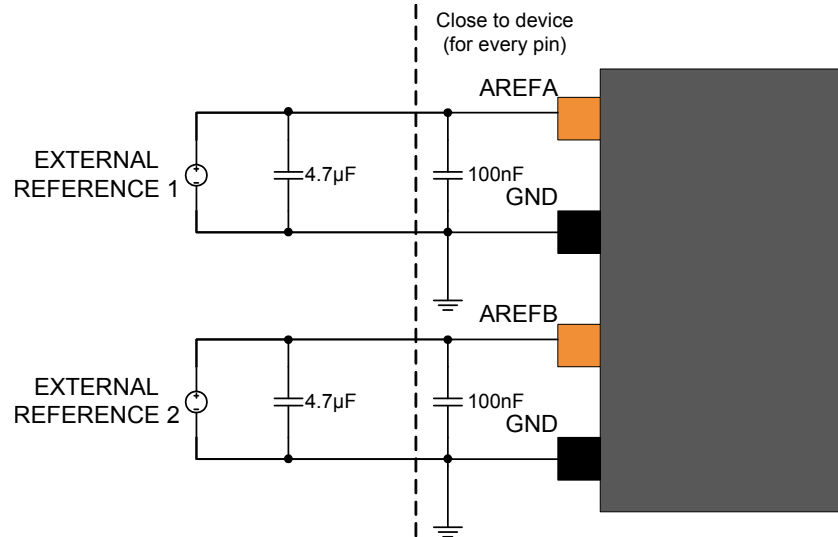 Close to device
(for every pin)
AREFA
EXTERNAL
REFERENCE 1
4.7µF
100nF
GND
AREFB
EXTERNAL
REFERENCE 2
4.7µF
100nF
GND